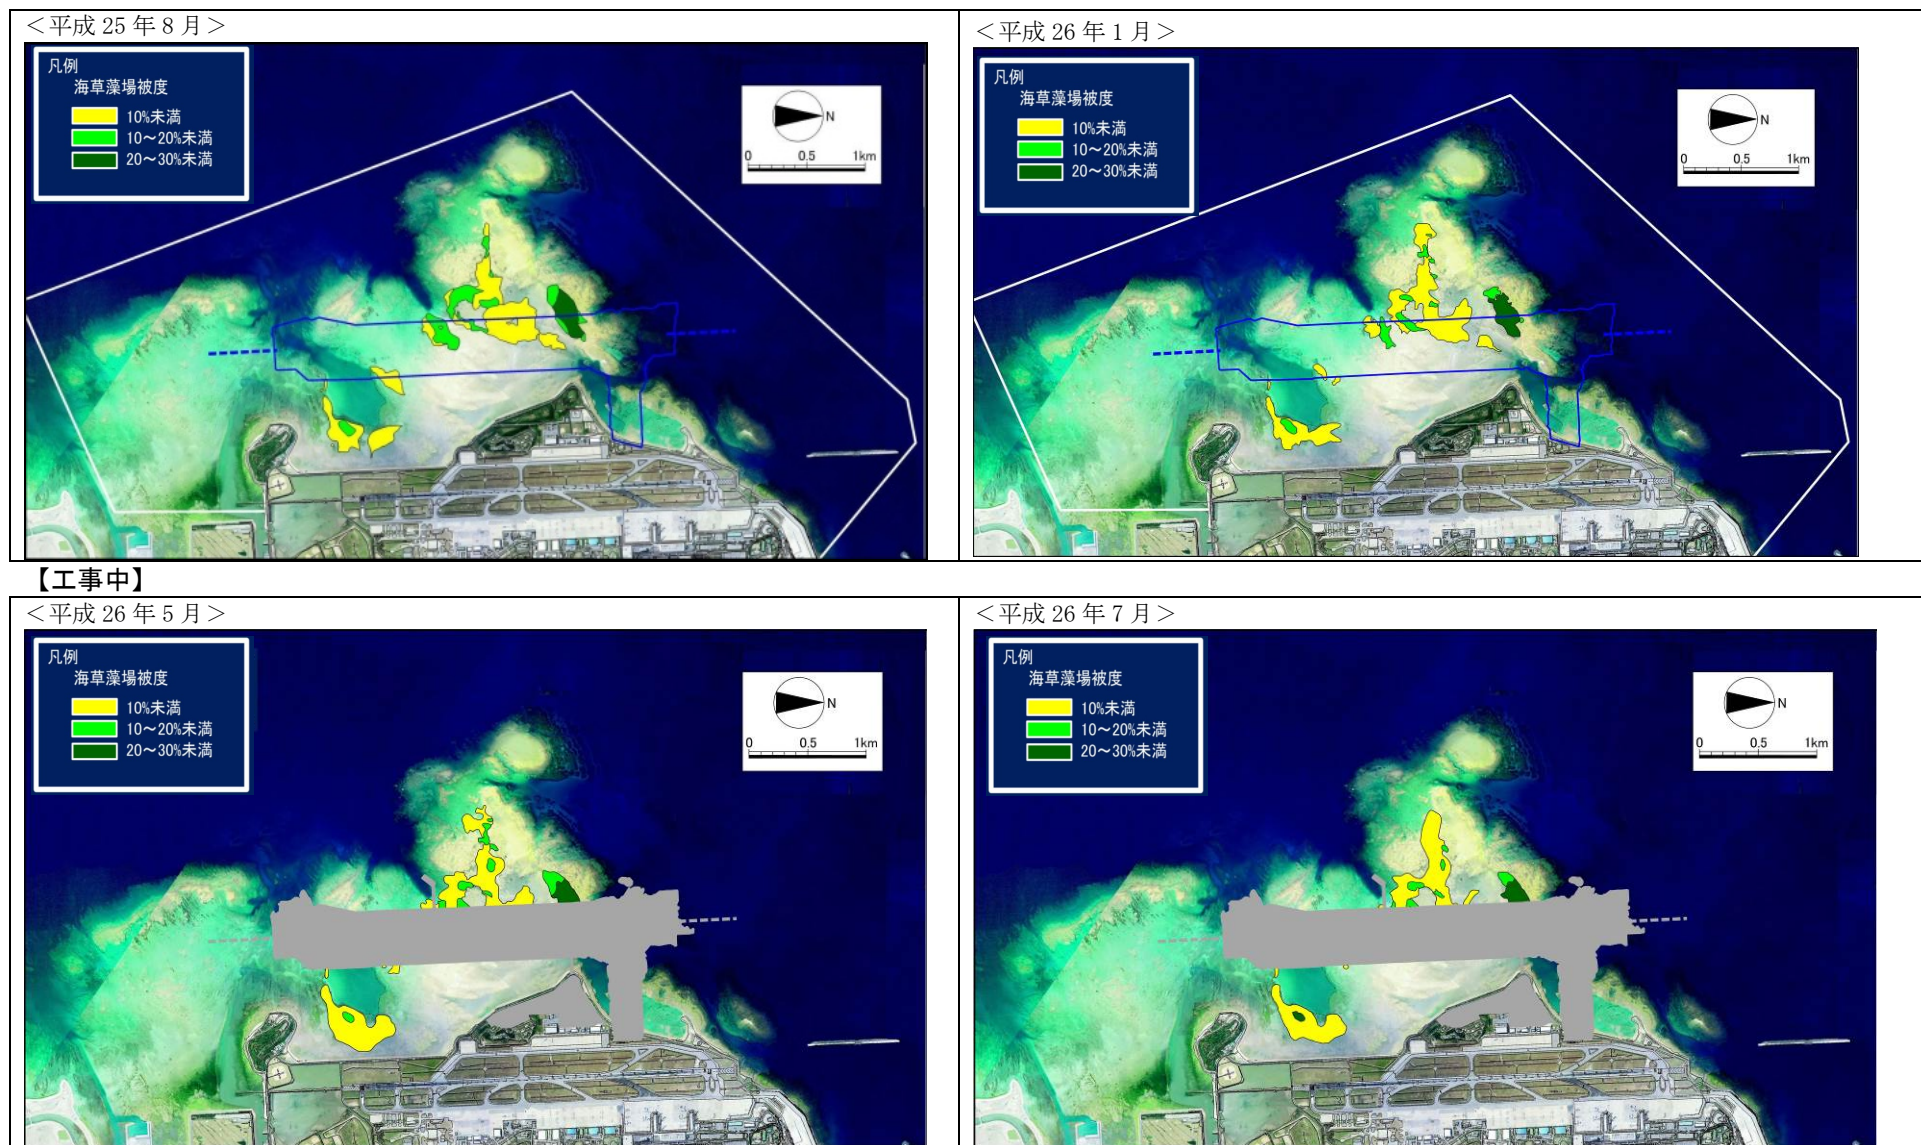 ＜平成 25 年 8 月＞
凡例
海草藻場被度
10%未満
10～20%未満
20～30%未満
N
0 0.5 1km
＜平成 26 年 1 月＞
凡例
海草藻場被度
10%未満
10～20%未満
20～30%未満
N
0 0.5 1km
【工事中】
＜平成 26 年 5 月＞
凡例
海草藻場被度
10%未満
10～20%未満
20～30%未満
N
0 0.5 1km
＜平成 26 年 7 月＞
凡例
海草藻場被度
10%未満
10～20%未満
20～30%未満
N
0 0.5 1km